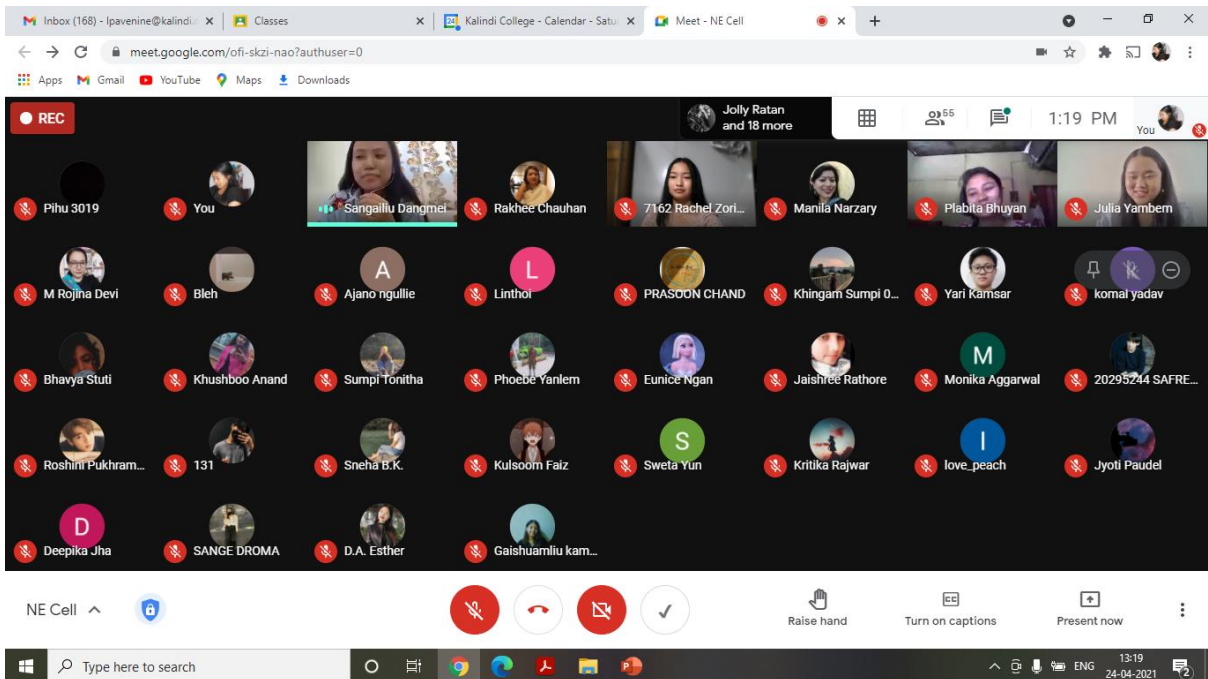 Inbox (168) - lpavenine@kalindi
Classes
Kalindi College - Calendar - Satu
Meet - NE Cell
meet.google.com/ofi-skzi-nao?authuser=0
Apps Gmail YouTube Maps Downloads
REC
Jolly Ratan
and 18 more
55
1:19 PM
You
Pihu 3019 You Sangailiu Dangmei Rakhee Chauhan 7162 Rachel Zori... Manila Narzary Plabita Bhuyan Julia Yambem
A L
M Rojina Devi Bleh Ajano ngullie Linthoi PRASOON CHAND Khingam Sumpi 0... Yari Kamsar komal yadav
M
Bhavya Stuti Khushboo Anand Sumpi Tonitha Phoebe Yanlem Eunice Ngan Jaishree Rathore Monika Aggarwal 20295244 SAFRE...
S I
Roshini Pukhram... 131 Sneha B.K. Kulsoom Faiz Sweta Yun Kritika Rajwar love_peach Jyoti Paudel
D
Deepika Jha SANGE DROMA D.A. Esther Gaishuamliu kam...
NE Cell
Raise hand
CC
Turn on captions
Present now
Type here to search
ENG
13:19
24-04-2021
2